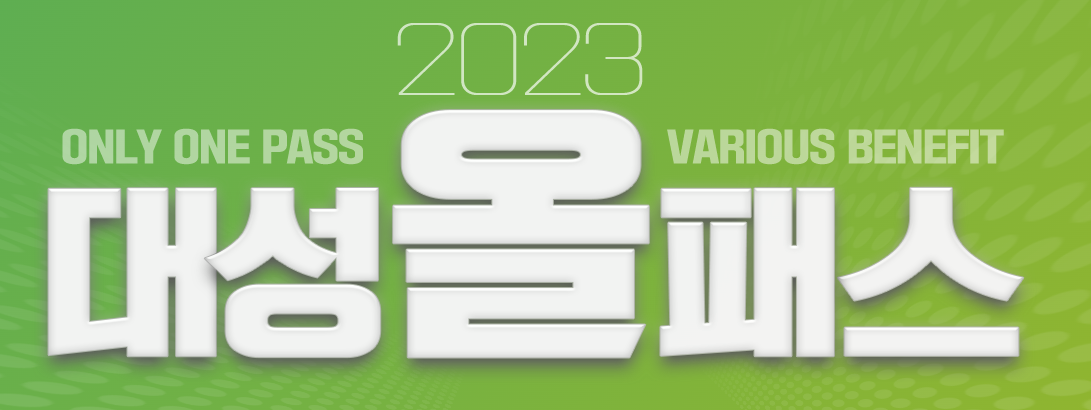 2023
ONLY ONE PASS VARIOUS BENEFIT
대성올패스